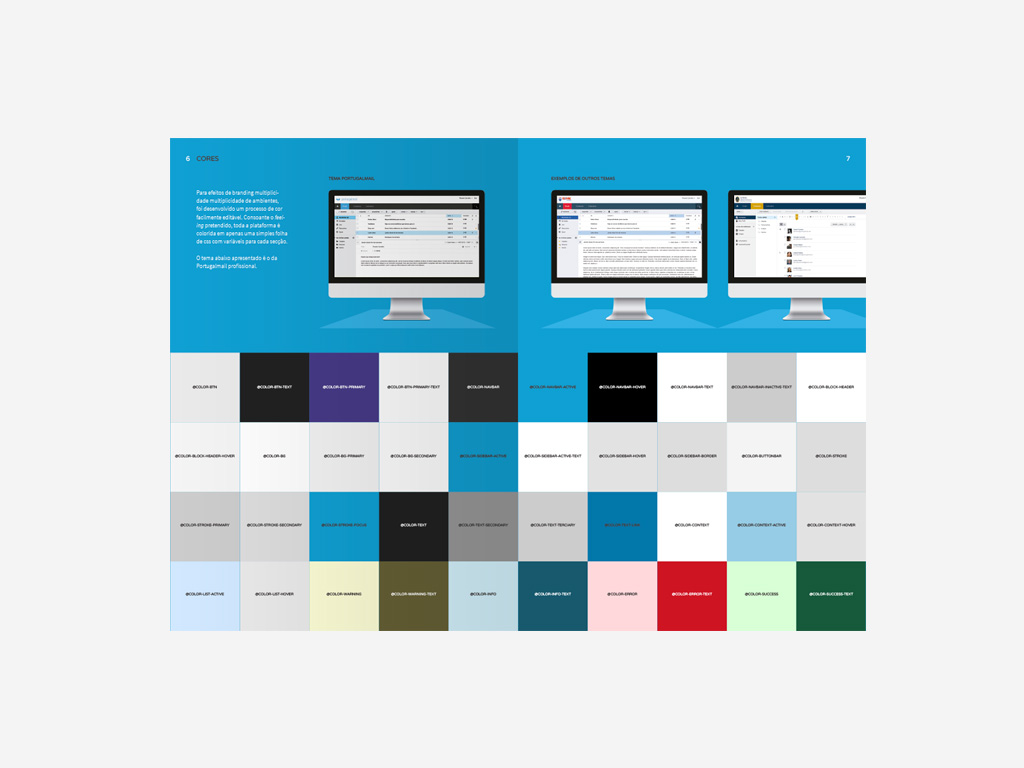 6 CORES
7
TEMA PORTUGALMAIL
EXEMPLOS DE OUTROS TEMAS
Para efeitos de branding multiplici-
dade multiplicidade de ambientes,
foi desenvolvido um processo de cor
facilmente editável. Consoante o feel-
ing pretendido, toda a plataforma é
colorida em apenas uma simples folha
de css com variáveis para cada secção.
O tema abaixo apresentado é o da
Portugalmail profissional.
@COLOR-BTN
@COLOR-BTN-TEXT
@COLOR-BTN-PRIMARY
@COLOR-BTN-PRIMARY-TEXT
@COLOR-NAVBAR
@COLOR-NAVBAR-ACTIVE
@COLOR-NAVBAR-HOVER
@COLOR-NAVBAR-TEXT
@COLOR-NAVBAR-INACTIVE-TEXT
@COLOR-BLOCK-HEADER
@COLOR-BLOCK-HEADER-HOVER
@COLOR-BG
@COLOR-BG-PRIMARY
@COLOR-BG-SECONDARY
@COLOR-SIDEBAR-ACTIVE
@COLOR-SIDEBAR-ACTIVE-TEXT
@COLOR-SIDEBAR-HOVER
@COLOR-SIDEBAR-BORDER
@COLOR-BUTTONBAR
@COLOR-STROKE
@COLOR-STROKE-PRIMARY
@COLOR-STROKE-SECONDARY
@COLOR-STROKE-FOCUS
@COLOR-TEXT
@COLOR-TEXT-SECONDARY
@COLOR-TEXT-TERCIARY
@COLOR-TEXT-LINK
@COLOR-CONTEXT
@COLOR-CONTEXT-ACTIVE
@COLOR-CONTEXT-HOVER
@COLOR-LIST-ACTIVE
@COLOR-LIST-HOVER
@COLOR-WARNING
@COLOR-WARNING-TEXT
@COLOR-INFO
@COLOR-INFO-TEXT
@COLOR-ERROR
@COLOR-ERROR-TEXT
@COLOR-SUCCESS
@COLOR-SUCCESS-TEXT